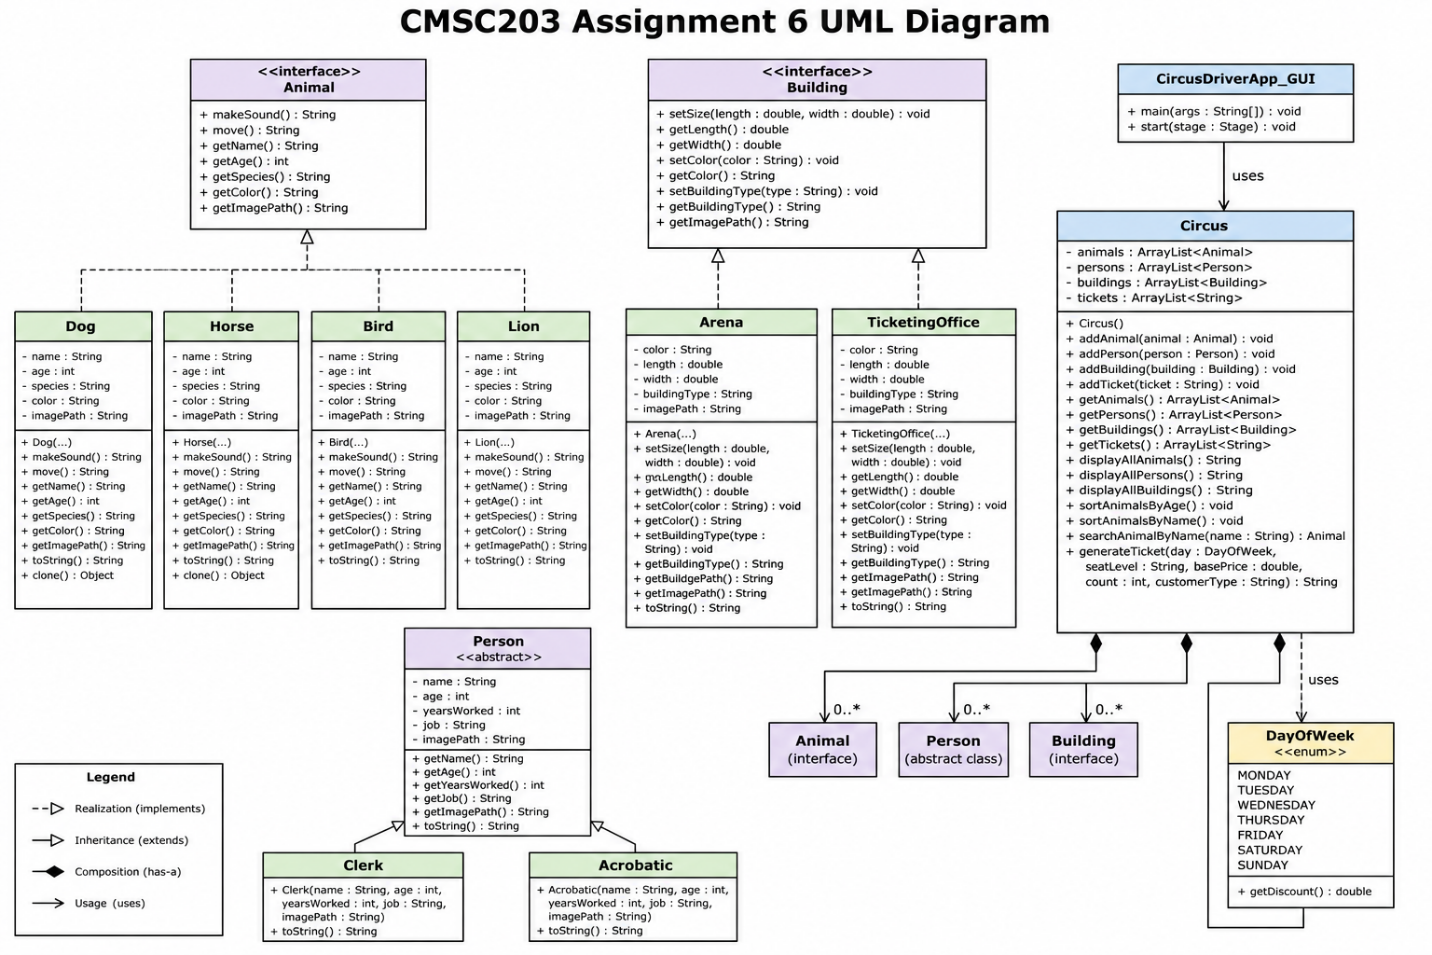 CMSC203 Assignment 6 UML Diagram
<<interface>>
Animal
+ makeSound() : String
+ move() : String
+ getName() : String
+ getAge() : int
+ getSpecies() : String
+ getColor() : String
+ getImagePath() : String
<<interface>>
Building
+ setSize(length : double, width : double) : void
+ getLength() : double
+ getWidth() : double
+ setColor(color : String) : void
+ getColor() : String
+ setBuildingType(type : String) : void
+ getBuildingType() : String
+ getImagePath() : String
CircusDriverApp_GUI
+ main(args : String[]) : void
+ start(stage : Stage) : void
uses
Circus
- animals : ArrayList<Animal>
- persons : ArrayList<Person>
- buildings : ArrayList<Building>
- tickets : ArrayList<String>
+ Circus()
+ addAnimal(animal : Animal) : void
+ addPerson(person : Person) : void
+ addBuilding(building : Building) : void
+ addTicket(ticket : String) : void
+ getAnimals() : ArrayList<Animal>
+ getPersons() : ArrayList<Person>
+ getBuildings() : ArrayList<Building>
+ getTickets() : ArrayList<String>
+ displayAllAnimals() : String
+ displayAllPersons() : String
+ displayAllBuildings() : String
+ sortAnimalsByAge() : void
+ sortAnimalsByName() : void
+ searchAnimalByName(name : String) : Animal
+ generateTicket(day : DayOfWeek,
seatLevel : String, basePrice : double,
count : int, customerType : String) : String
Dog
- name : String
- age : int
- species : String
- color : String
- imagePath : String
+ Dog(...)
+ makeSound() : String
+ move() : String
+ getName() : String
+ getAge() : int
+ getSpecies() : String
+ getColor() : String
+ getImagePath() : String
+ toString() : String
+ clone() : Object
Horse
- name : String
- age : int
- species : String
- color : String
- imagePath : String
+ Horse(...)
+ makeSound() : String
+ move() : String
+ getName() : String
+ getAge() : int
+ getSpecies() : String
+ getColor() : String
+ getImagePath() : String
+ toString() : String
+ clone() : Object
Bird
- name : String
- age : int
- species : String
- color : String
- imagePath : String
+ Bird(...)
+ makeSound() : String
+ move() : String
+ getName() : String
+ getAge() : int
+ getSpecies() : String
+ getColor() : String
+ getImagePath() : String
+ toString() : String
Lion
- name : String
- age : int
- species : String
- color : String
- imagePath : String
+ Lion(...)
+ makeSound() : String
+ move() : String
+ getName() : String
+ getAge() : int
+ getSpecies() : String
+ getColor() : String
+ getImagePath() : String
+ toString() : String
Arena
- color : String
- length : double
- width : double
- buildingType : String
- imagePath : String
+ Arena(...)
+ setSize(length : double,
width : double) : void
+ : double
+ getWidth() : double
+ setColor(color : String) : void
+ getColor() : String
+ setBuildingType(type :
String) : void
+ getBuildingType() : String
+ getBuildgePath() : String
+ getImagePath() : String
+ toString() : String
TicketingOffice
- color : String
- length : double
- width : double
- buildingType : String
- imagePath : String
+ TicketingOffice(...)
+ setSize(length : double,
width : double) : void
+ getLength() : double
+ getWidth() : double
+ setColor(color : String) : void
+ getColor() : String
+ setBuildingType(type :
String) : void
+ getBuildingType() : String
+ getImagePath() : String
+ getImagePath() : String
+ toString() : String
Person
<<abstract>>
- name : String
- age : int
- yearsWorked : int
- job : String
- imagePath : String
+ getName() : String
+ getAge() : int
+ getYearsWorked() : int
+ getJob() : String
+ getImagePath() : String
+ toString() : String
0..*
0..*
0..*
uses
Animal
(interface)
Person
(abstract class)
Building
(interface)
DayOfWeek
<<enum>>
MONDAY
TUESDAY
WEDNESDAY
THURSDAY
FRIDAY
SATURDAY
SUNDAY
+ getDiscount() : double
Legend
Realization (implements)
Inheritance (extends)
Composition (has-a)
Usage (uses)
Clerk
+ Clerk(name : String, age : int,
yearsWorked : int, job : String,
imagePath : String)
+ toString() : String
Acrobatic
+ Acrobatic(name : String, age : int,
yearsWorked : int, job : String,
imagePath : String)
+ toString() : String